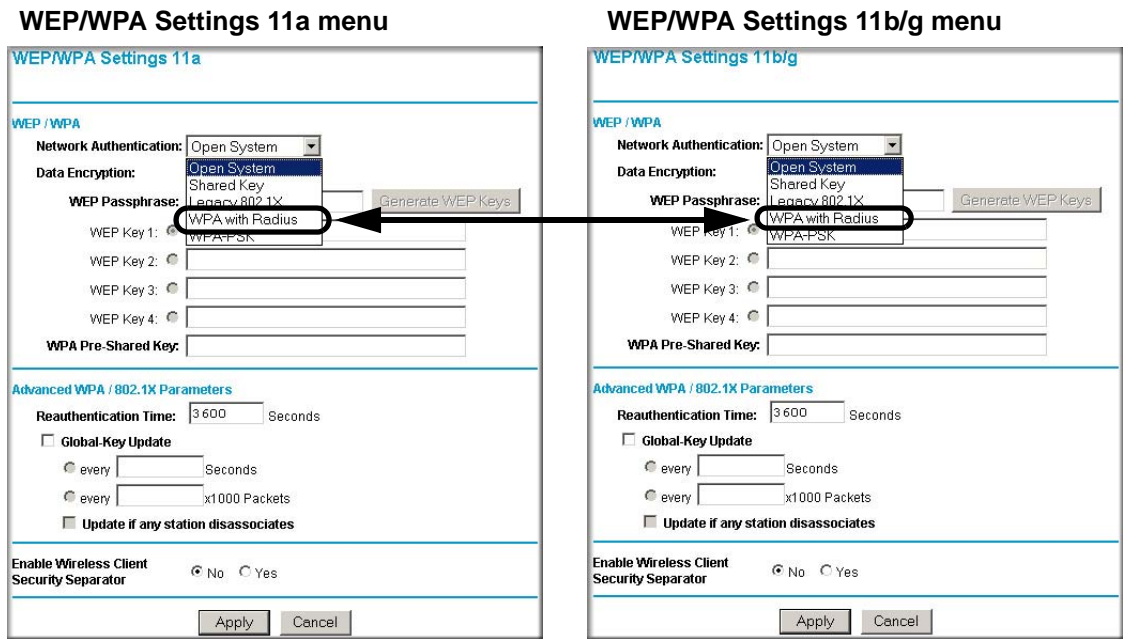 WEP/WPA Settings 11a menu
WEP/WPA Settings 11a
WEP / WPA
Network Authentication: Open System
Open System
Data Encryption:
Shared Key
Legacy 802.1X
WEP Passphrase: Generate WEP Keys
WPA with Radius
WEP Key 1:
WPA-PSK
WEP Key 2:
WEP Key 3:
WEP Key 4:
WPA Pre-Shared Key:
Advanced WPA / 802.1X Parameters
Reauthentication Time: 3600 Seconds
Global-Key Update
every Seconds
every x1000 Packets
Update if any station disassociates
Enable Wireless Client
Security Separator No Yes
Apply Cancel
WEP/WPA Settings 11b/g menu
WEP/WPA Settings 11b/g
WEP / WPA
Network Authentication: Open System
Open System
Data Encryption:
Shared Key
Legacy 802.1X
WEP Passphrase: Generate WEP Keys
WPA with Radius
WEP Key 1:
WPA-PSK
WEP Key 2:
WEP Key 3:
WEP Key 4:
WPA Pre-Shared Key:
Advanced WPA / 802.1X Parameters
Reauthentication Time: 3600 Seconds
Global-Key Update
every Seconds
every x1000 Packets
Update if any station disassociates
Enable Wireless Client
Security Separator No Yes
Apply Cancel